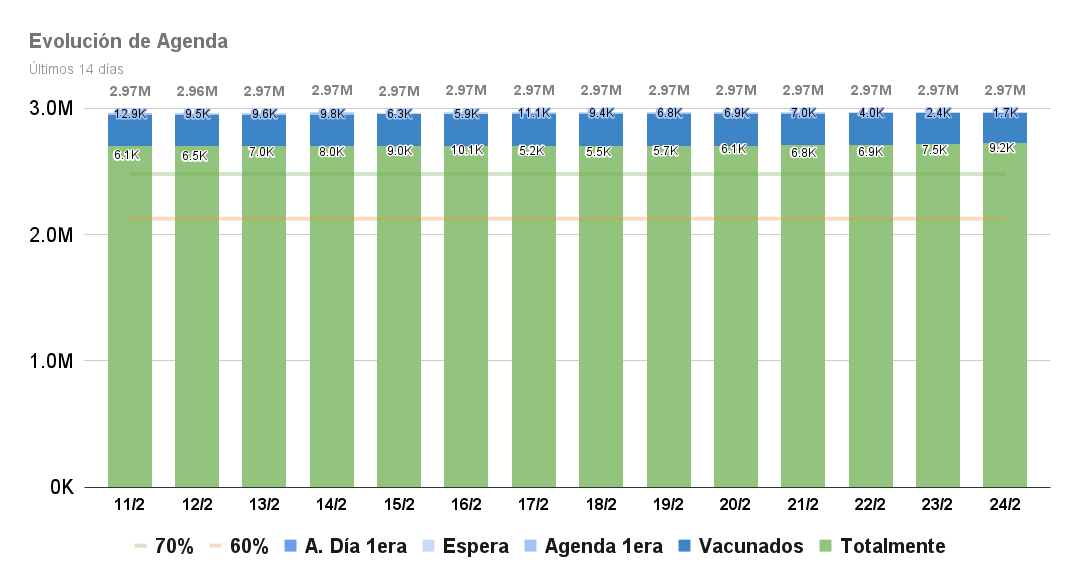 Evolución de Agenda
Últimos 14 días
2.97M 2.96M 2.97M 2.97M 2.97M 2.97M 2.97M 2.97M 2.97M 2.97M 2.97M 2.97M 2.97M 2.97M
3.0M
12.9K 9.5K 9.6K 9.8K 6.3K 5.9K 11.1K 9.4K 6.8K 6.9K 7.0K 4.0K 2.4K 1.7K
6.1K 6.5K 7.0K 8.0K 9.0K 10.1K 5.2K 5.5K 5.7K 6.1K 6.8K 6.9K 7.5K 9.2K
2.0M
1.0M
0K
11/2 12/2 13/2 14/2 15/2 16/2 17/2 18/2 19/2 20/2 21/2 22/2 23/2 24/2
70% 60% A. Día 1era Espera Agenda 1era Vacunados Totalmente